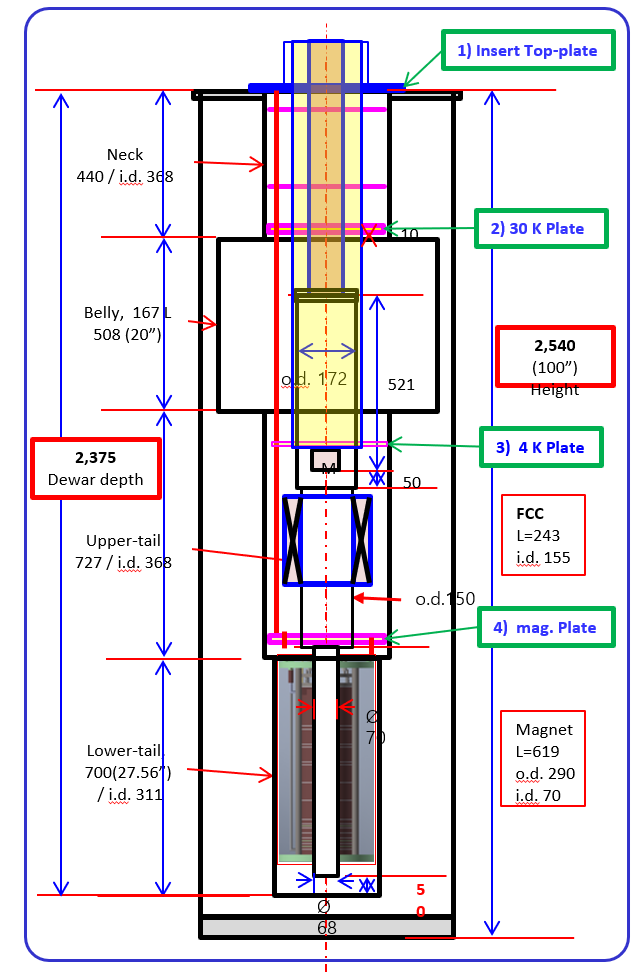 1) Insert Top-plate
Neck
440 / i.d. 368
2) 30 K Plate
10
Belly, 167 L
508 (20”)
2,540
(100”)
Height
o.d. 172
521
3) 4 K Plate
2,375
Dewar depth
M
50
FCC
L=243
i.d. 155
Upper-tail
727 / i.d. 368
o.d.150
4) mag. Plate
Ø
70
Magnet
L=619
o.d. 290
i.d. 70
Lower-tail,
700(27.56”)
/ i.d. 311
5
0
Ø
68